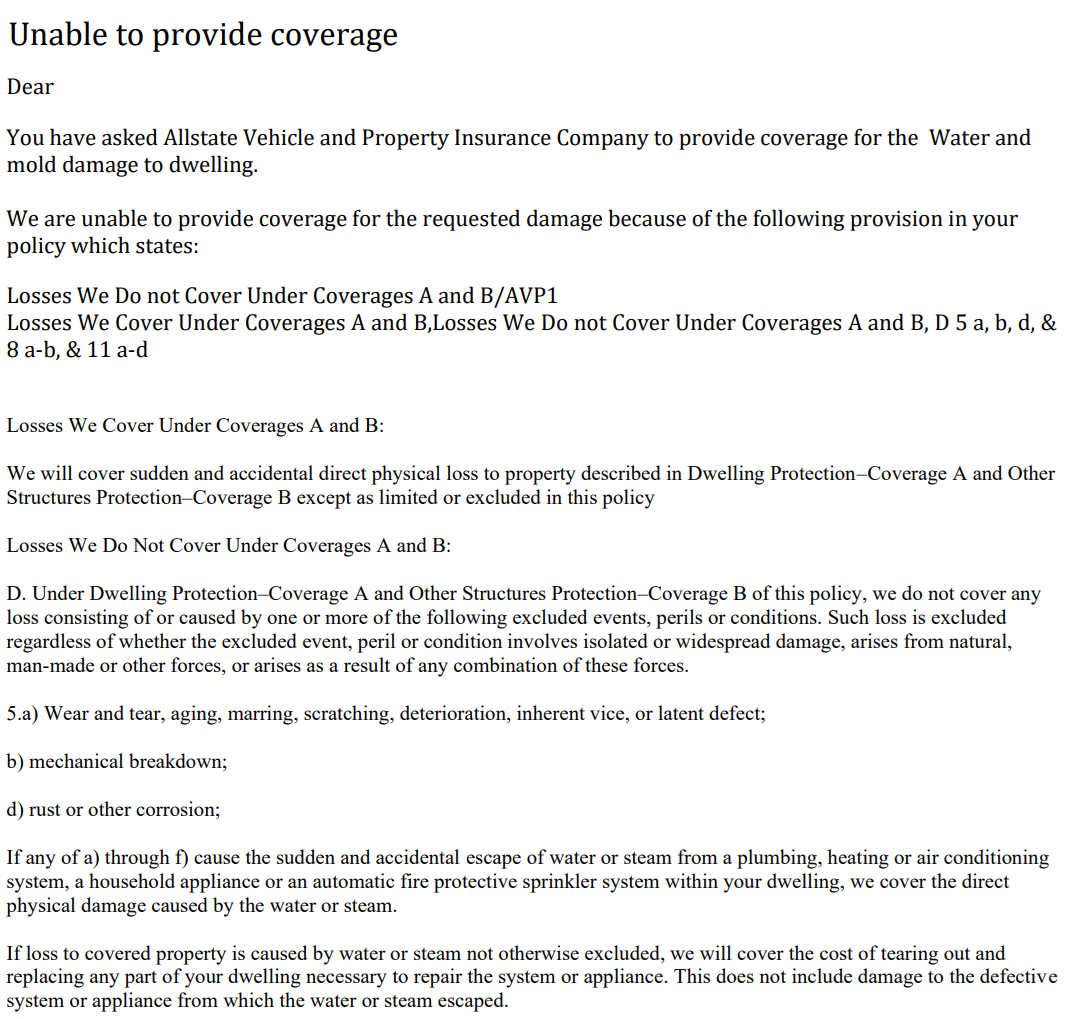 Unable to provide coverage
Dear
You have asked Allstate Vehicle and Property Insurance Company to provide coverage for the  Water and
mold damage to dwelling.
We are unable to provide coverage for the requested damage because of the following provision in your
policy which states:
Losses We Do not Cover Under Coverages A and B/AVP1
Losses We Cover Under Coverages A and B,Losses We Do not Cover Under Coverages A and B, D 5 a, b, d, &
8 a-b, & 11 a-d
Losses We Cover Under Coverages A and B:
We will cover sudden and accidental direct physical loss to property described in Dwelling Protection–Coverage A and Other
Structures Protection–Coverage B except as limited or excluded in this policy
Losses We Do Not Cover Under Coverages A and B:
D. Under Dwelling Protection–Coverage A and Other Structures Protection–Coverage B of this policy, we do not cover any
loss consisting of or caused by one or more of the following excluded events, perils or conditions. Such loss is excluded
regardless of whether the excluded event, peril or condition involves isolated or widespread damage, arises from natural,
man-made or other forces, or arises as a result of any combination of these forces.
5.a) Wear and tear, aging, marring, scratching, deterioration, inherent vice, or latent defect;
b) mechanical breakdown;
d) rust or other corrosion;
If any of a) through f) cause the sudden and accidental escape of water or steam from a plumbing, heating or air conditioning
system, a household appliance or an automatic fire protective sprinkler system within your dwelling, we cover the direct
physical damage caused by the water or steam.
If loss to covered property is caused by water or steam not otherwise excluded, we will cover the cost of tearing out and
replacing any part of your dwelling necessary to repair the system or appliance. This does not include damage to the defective
system or appliance from which the water or steam escaped.